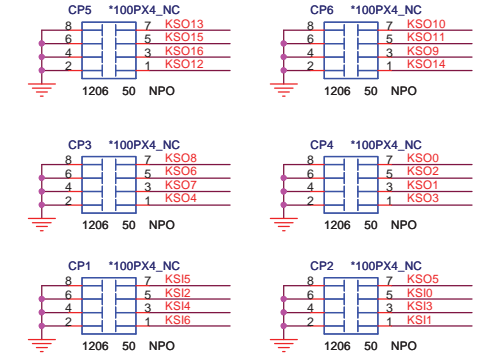 CP5 *100PX4_NC
8 7 KSO13
6 5 KSO15
4 3 KSO16
2 1 KSO12
1206 50 NPO
CP6 *100PX4_NC
8 7 KSO10
6 5 KSO11
4 3 KSO9
2 1 KSO14
1206 50 NPO
CP3 *100PX4_NC
8 7 KSO8
6 5 KSO6
4 3 KSO7
2 1 KSO4
1206 50 NPO
CP4 *100PX4_NC
8 7 KSO0
6 5 KSO2
4 3 KSO1
2 1 KSO3
1206 50 NPO
CP1 *100PX4_NC
8 7 KSI5
6 5 KSI2
4 3 KSI4
2 1 KSI6
1206 50 NPO
CP2 *100PX4_NC
8 7 KSO5
6 5 KSI0
4 3 KSI3
2 1 KSI1
1206 50 NPO